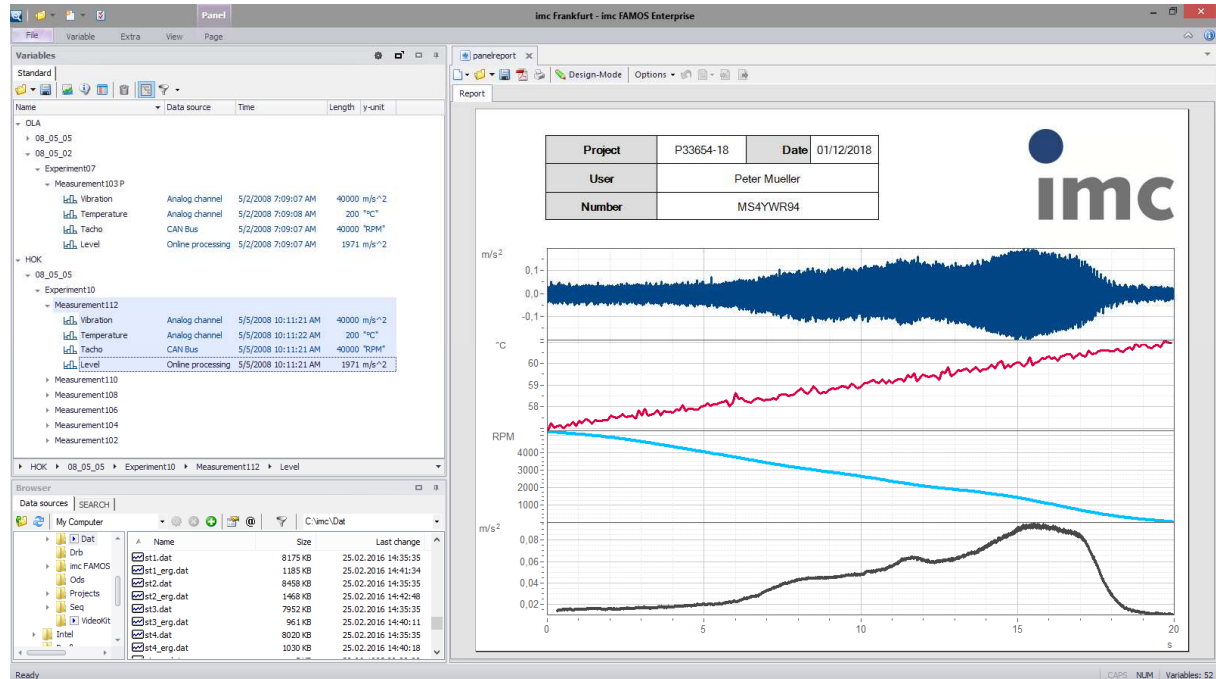 Panel
imc Frankfurt - imc FAMOS Enterprise
File Variable Extra View Page
Variables
Standard
Name Data source Time Length y-unit
OLA
08_05_05
08_05_02
Experiment07
Measurement103 P
Vibration Analog channel 5/2/2008 7:09:07 AM 40000 m/s^2
Temperature Analog channel 5/2/2008 7:09:08 AM 200 "°C"
Tacho CAN Bus 5/2/2008 7:09:07 AM 40000 "RPM"
Level Online processing 5/2/2008 7:09:07 AM 1971 m/s^2
HOK
08_05_05
Experiment10
Measurement112
Vibration Analog channel 5/5/2008 10:11:21 AM 40000 m/s^2
Temperature Analog channel 5/5/2008 10:11:22 AM 200 "°C"
Tacho CAN Bus 5/5/2008 10:11:21 AM 40000 "RPM"
Level Online processing 5/5/2008 10:11:21 AM 1971 m/s^2
Measurement110
Measurement108
Measurement106
Measurement104
Measurement102
HOK 08_05_05 Experiment10 Measurement112 Level
Browser
Data sources SEARCH
My Computer @ C:\imc\Dat
Dat
Drb
imc FAMOS
Ods
Projects
Seq
VideoKit
Intel
Name Size Last change
st1.dat 8175 KB 25.02.2016 14:35:35
st1_erg.dat 1185 KB 25.02.2016 14:41:34
st2.dat 8458 KB 25.02.2016 14:35:35
st2_erg.dat 1468 KB 25.02.2016 14:42:48
st3.dat 7952 KB 25.02.2016 14:35:35
st3_erg.dat 961 KB 25.02.2016 14:40:11
st4.dat 8020 KB 25.02.2016 14:35:35
st4_erg.dat 1030 KB 25.02.2016 14:40:18
panelreport
Design-Mode Options
Report
Project P33654-18 Date 01/12/2018
User Peter Mueller
Number MS4YWR94
imc
m/s²
0,1
0,0
-0,1
°C
60
59
58
RPM
4000
3000
2000
1000
m/s²
0,08
0,06
0,04
0,02
0 5 10 15 20
s
Ready CAPS NUM Variables: 52